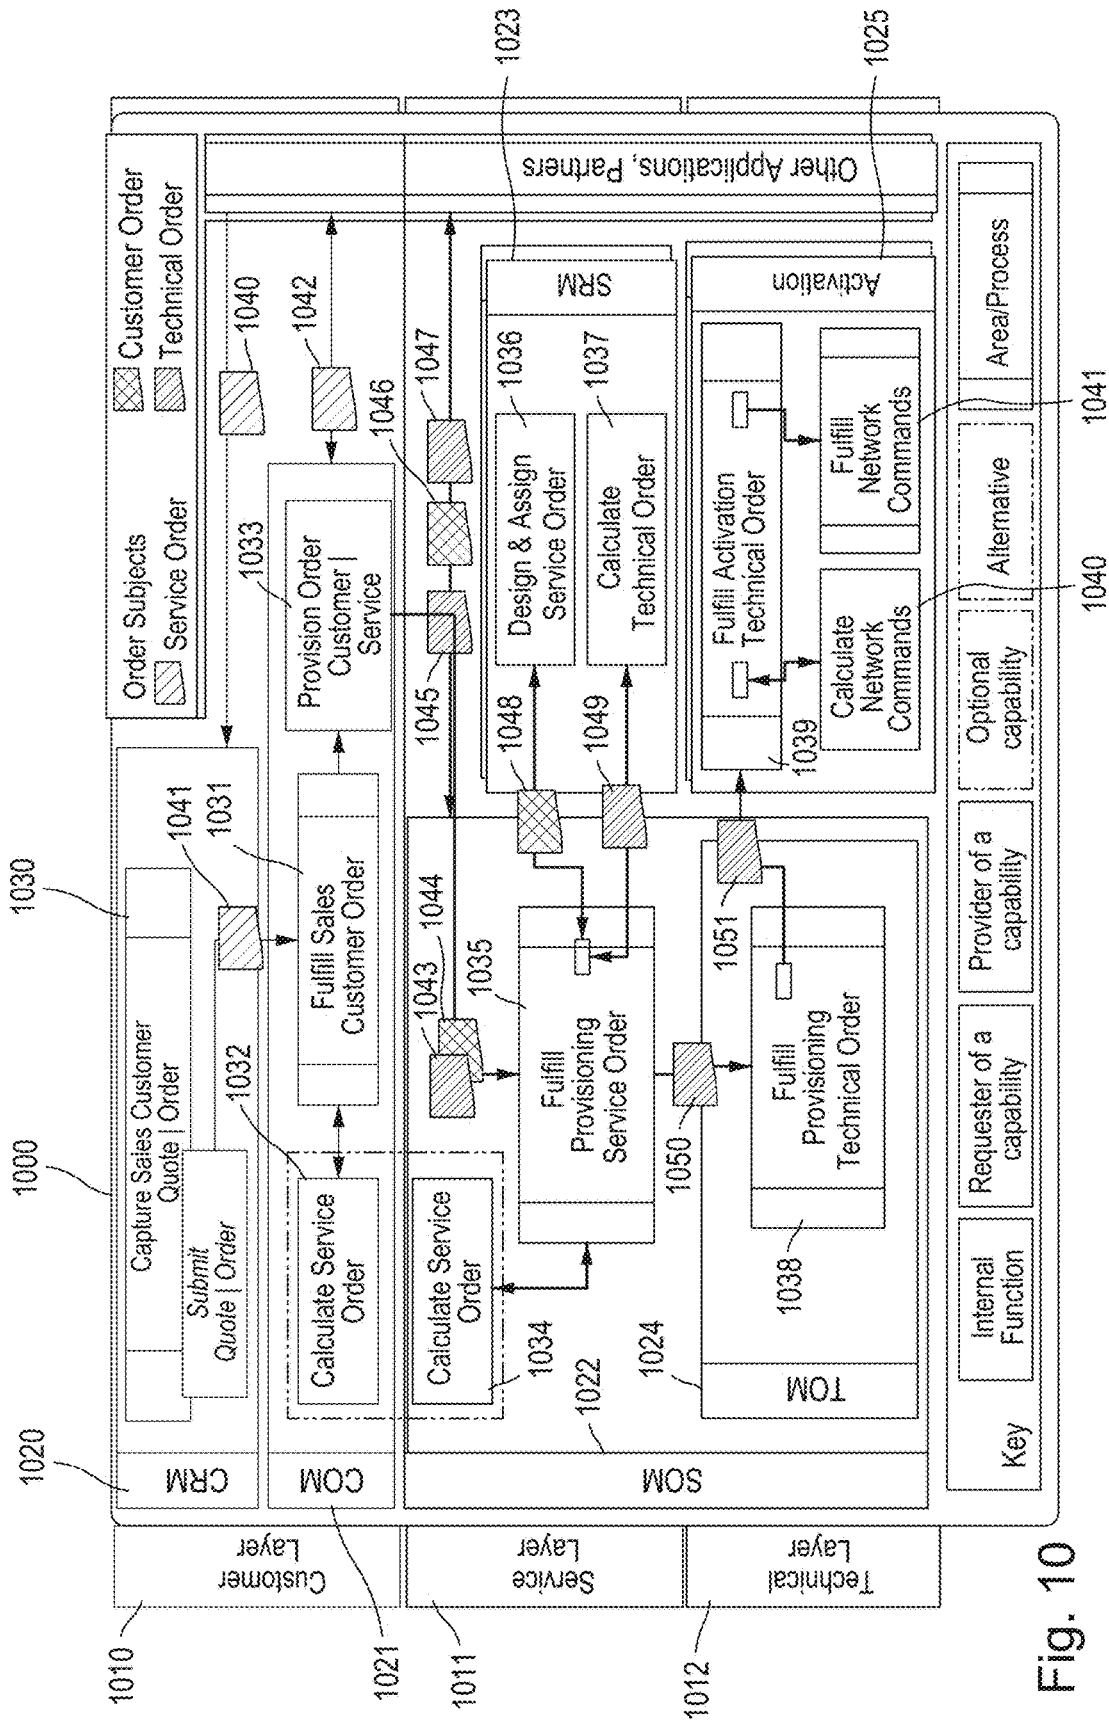 1000
1030
1023
1025
1020
1041
1031
1032
1033
1040
1042
Order Subjects
Service Order
Customer Order
Technical Order
CRM
Capture Sales Customer
Quote | Order
Submit
Quote | Order
Customer
Layer
1010
COM
Calculate Service
Order
Fulfill Sales
Customer Order
Provision Order
Customer |
Service
1021
1043
1044
1045
1046
1047
Service
Layer
1011
Calculate Service
Order
1034
1022
1035
Fulfill
Provisioning
Service Order
1048
1049
Design & Assign
Service Order
1036
Calculate
Technical Order
1037
SRM
Other Applications, Partners
SOM
1024
TOM
1050
1051
Fulfill
Provisioning
Technical Order
1038
1039
Fulfill Activation
Technical Order
Activation
Calculate
Network
Commands
Fulfill
Network
Commands
1040
1041
Technical
Layer
1012
Key
Internal
Function
Requester of a
capability
Provider of a
capability
Optional
capability
Alternative
Area/Process
Fig. 10